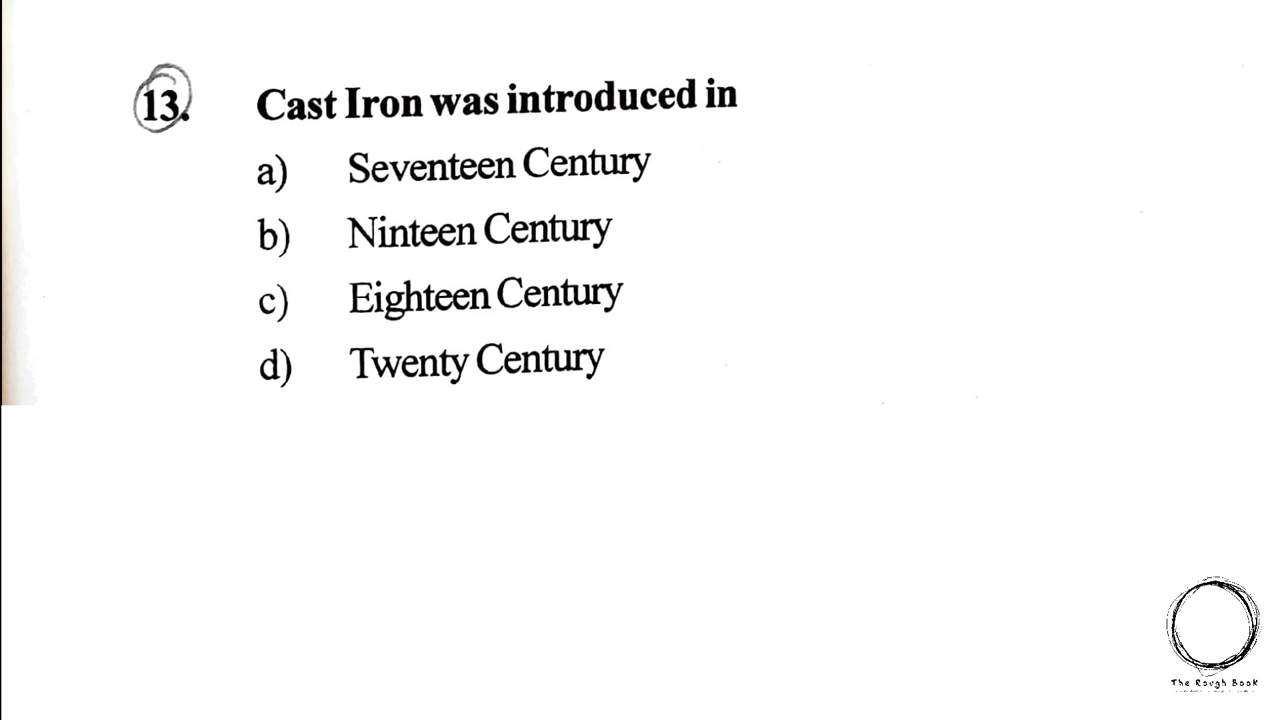 13. Cast Iron was introduced in
a) Seventeen Century
b) Ninteen Century
c) Eighteen Century
d) Twenty Century
The Rough Book